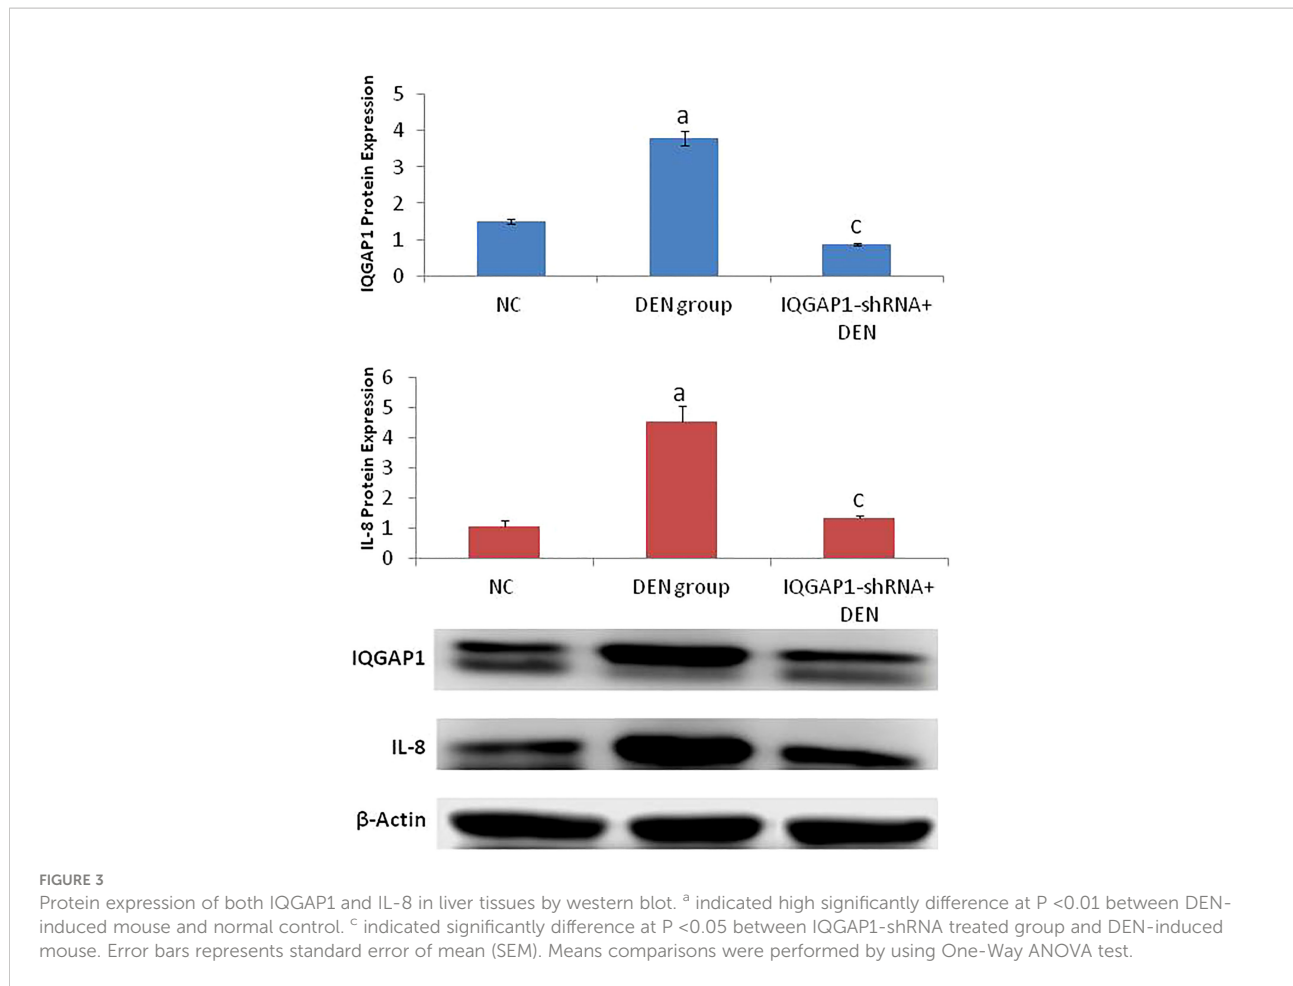 IQGAP1 Protein Expression
5
4
3
2
1
0
a
c
NC
DEN group
IQGAP1-shRNA+
DEN
IL-8 Protein Expression
6
5
4
3
2
1
0
a
c
NC
DEN group
IQGAP1-shRNA+
DEN
IQGAP1
IL-8
β-Actin
FIGURE 3
Protein expression of both IQGAP1 and IL-8 in liver tissues by western blot. a indicated high significantly difference at P <0.01 between DEN-
induced mouse and normal control. c indicated significantly difference at P <0.05 between IQGAP1-shRNA treated group and DEN-induced
mouse. Error bars represents standard error of mean (SEM). Means comparisons were performed by using One-Way ANOVA test.